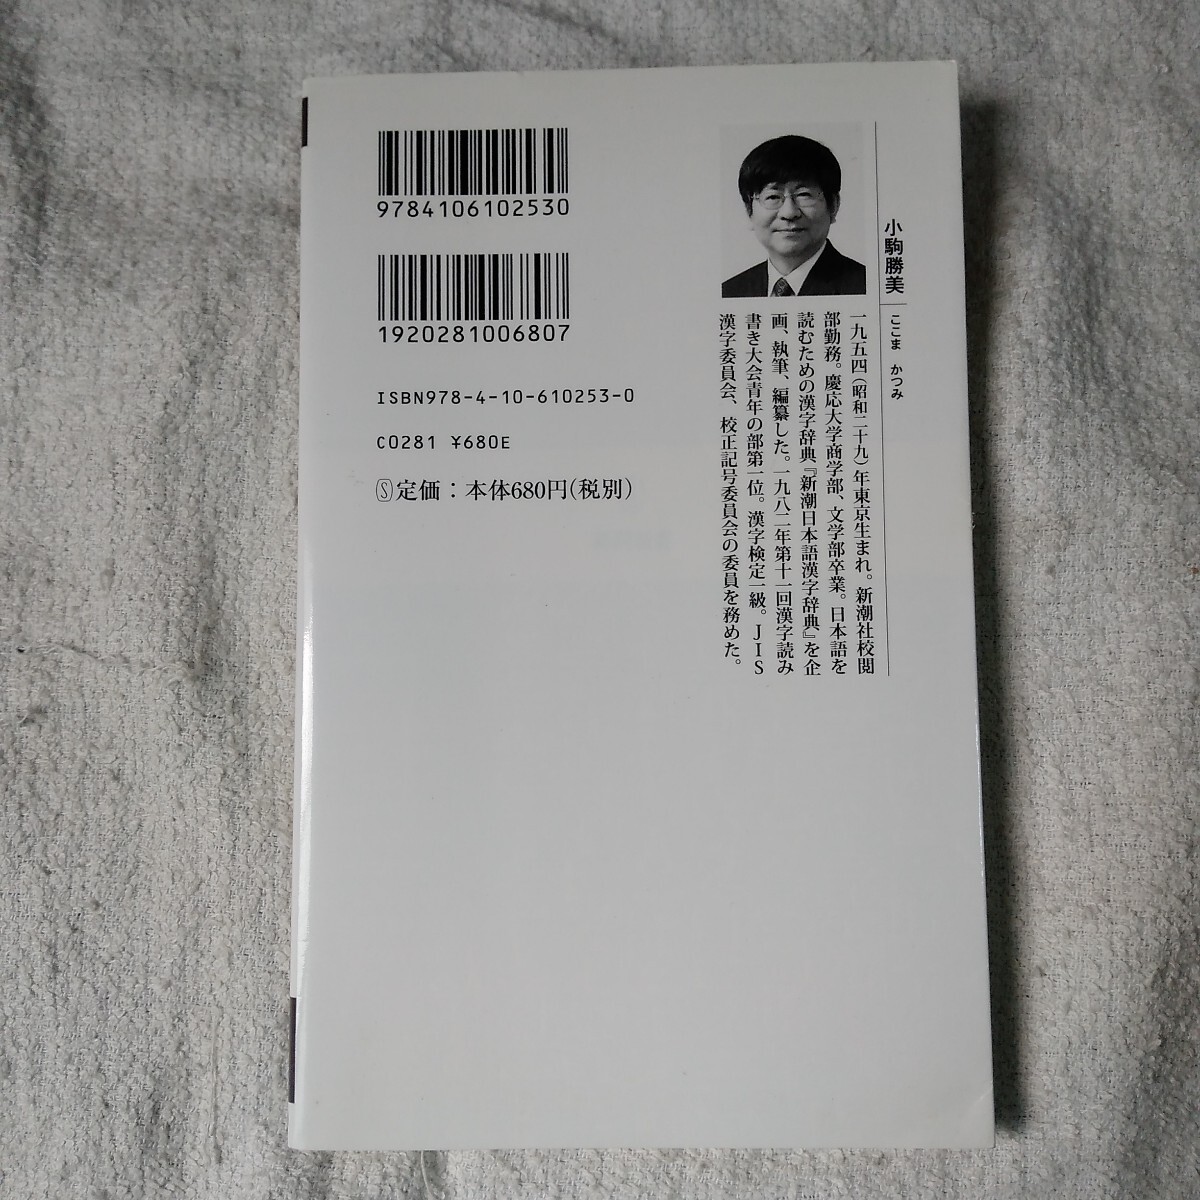 9784106102530
1920281006807
ISBN978-4-10-610253-0
C0281 ¥680E
Ⓢ定価：本体680円(税別)
小駒勝美
ここま かつみ
一九五四(昭和二十九)年東京生まれ。新潮社校閲
部勤務。慶応大学商学部、文学部卒業。日本語を
読むための漢字辞典『新潮日本語漢字辞典』を企
画、執筆、編纂した。一九八二年第十一回漢字読み
書き大会青年の部第一位。漢字検定一級。JIS
漢字委員会、校正記号委員会の委員を務めた。